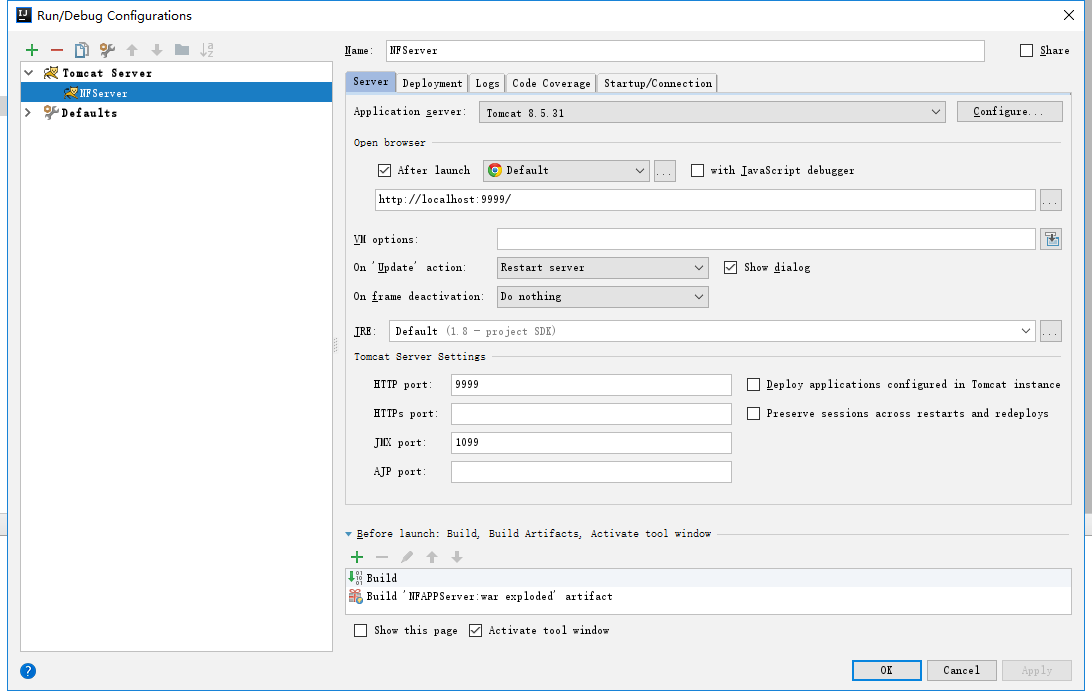 Run/Debug Configurations
Name: NFServer
Share
Tomcat Server
NFServer
Defaults
Server Deployment Logs Code Coverage Startup/Connection
Application server: Tomcat 8.5.31 Configure...
Open browser
After launch Default ... with JavaScript debugger
http://localhost:9999/ ...
VM options:
On 'Update' action: Restart server Show dialog
On frame deactivation: Do nothing
JRE: Default (1.8 - project SDK) ...
Tomcat Server Settings
HTTP port: 9999 Deploy applications configured in Tomcat instance
HTTPs port: Preserve sessions across restarts and redeploys
JMX port: 1099
AJP port:
Before launch: Build, Build Artifacts, Activate tool window
Build
Build 'NFAPPServer:war exploded' artifact
Show this page Activate tool window
? OK Cancel Apply